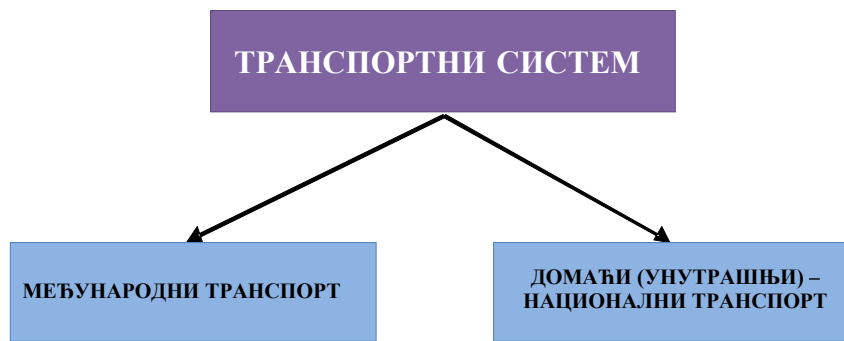 ТРАНСПОРТНИ СИСТЕМ
МЕЂУНАРОДНИ ТРАНСПОРТ
ДОМАЋИ (УНУТРАШЊИ) –
НАЦИОНАЛНИ ТРАНСПОРТ